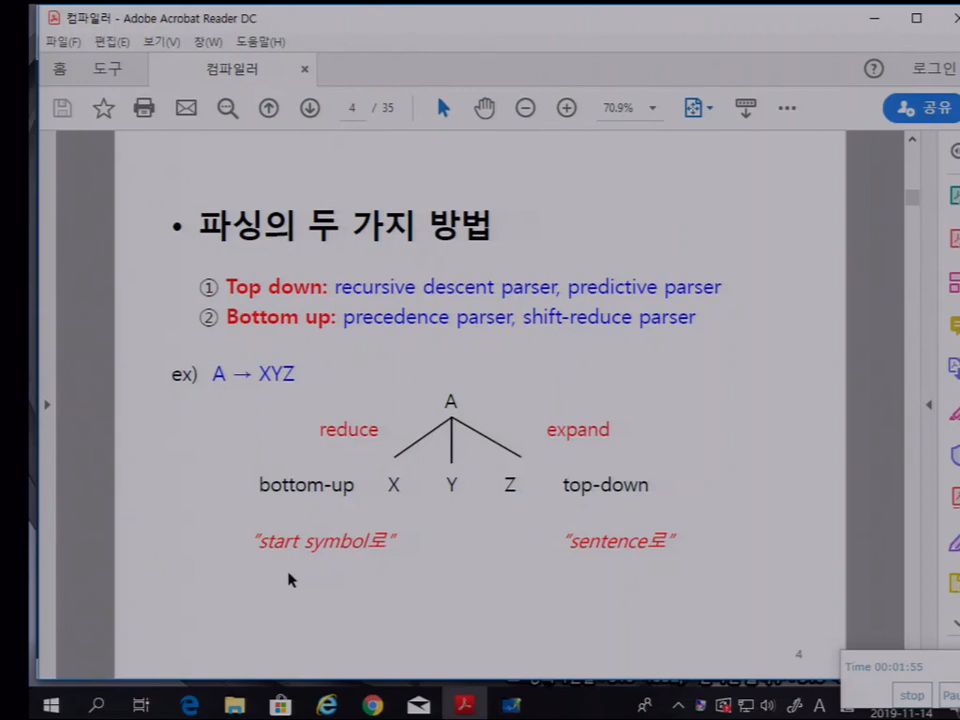 컴파일러 - Adobe Acrobat Reader DC
파일(F) 편집(E) 보기(V) 창(W) 도움말(H)
홈 도구 컴파일러 × 로그인
4 / 35 70.9% 공유
• 파싱의 두 가지 방법
① Top down: recursive descent parser, predictive parser
② Bottom up: precedence parser, shift-reduce parser
ex) A → XYZ
A
reduce expand
bottom-up X Y Z top-down
"start symbol로" "sentence로"
4
Time 00:01:55
stop
A
2019-11-14